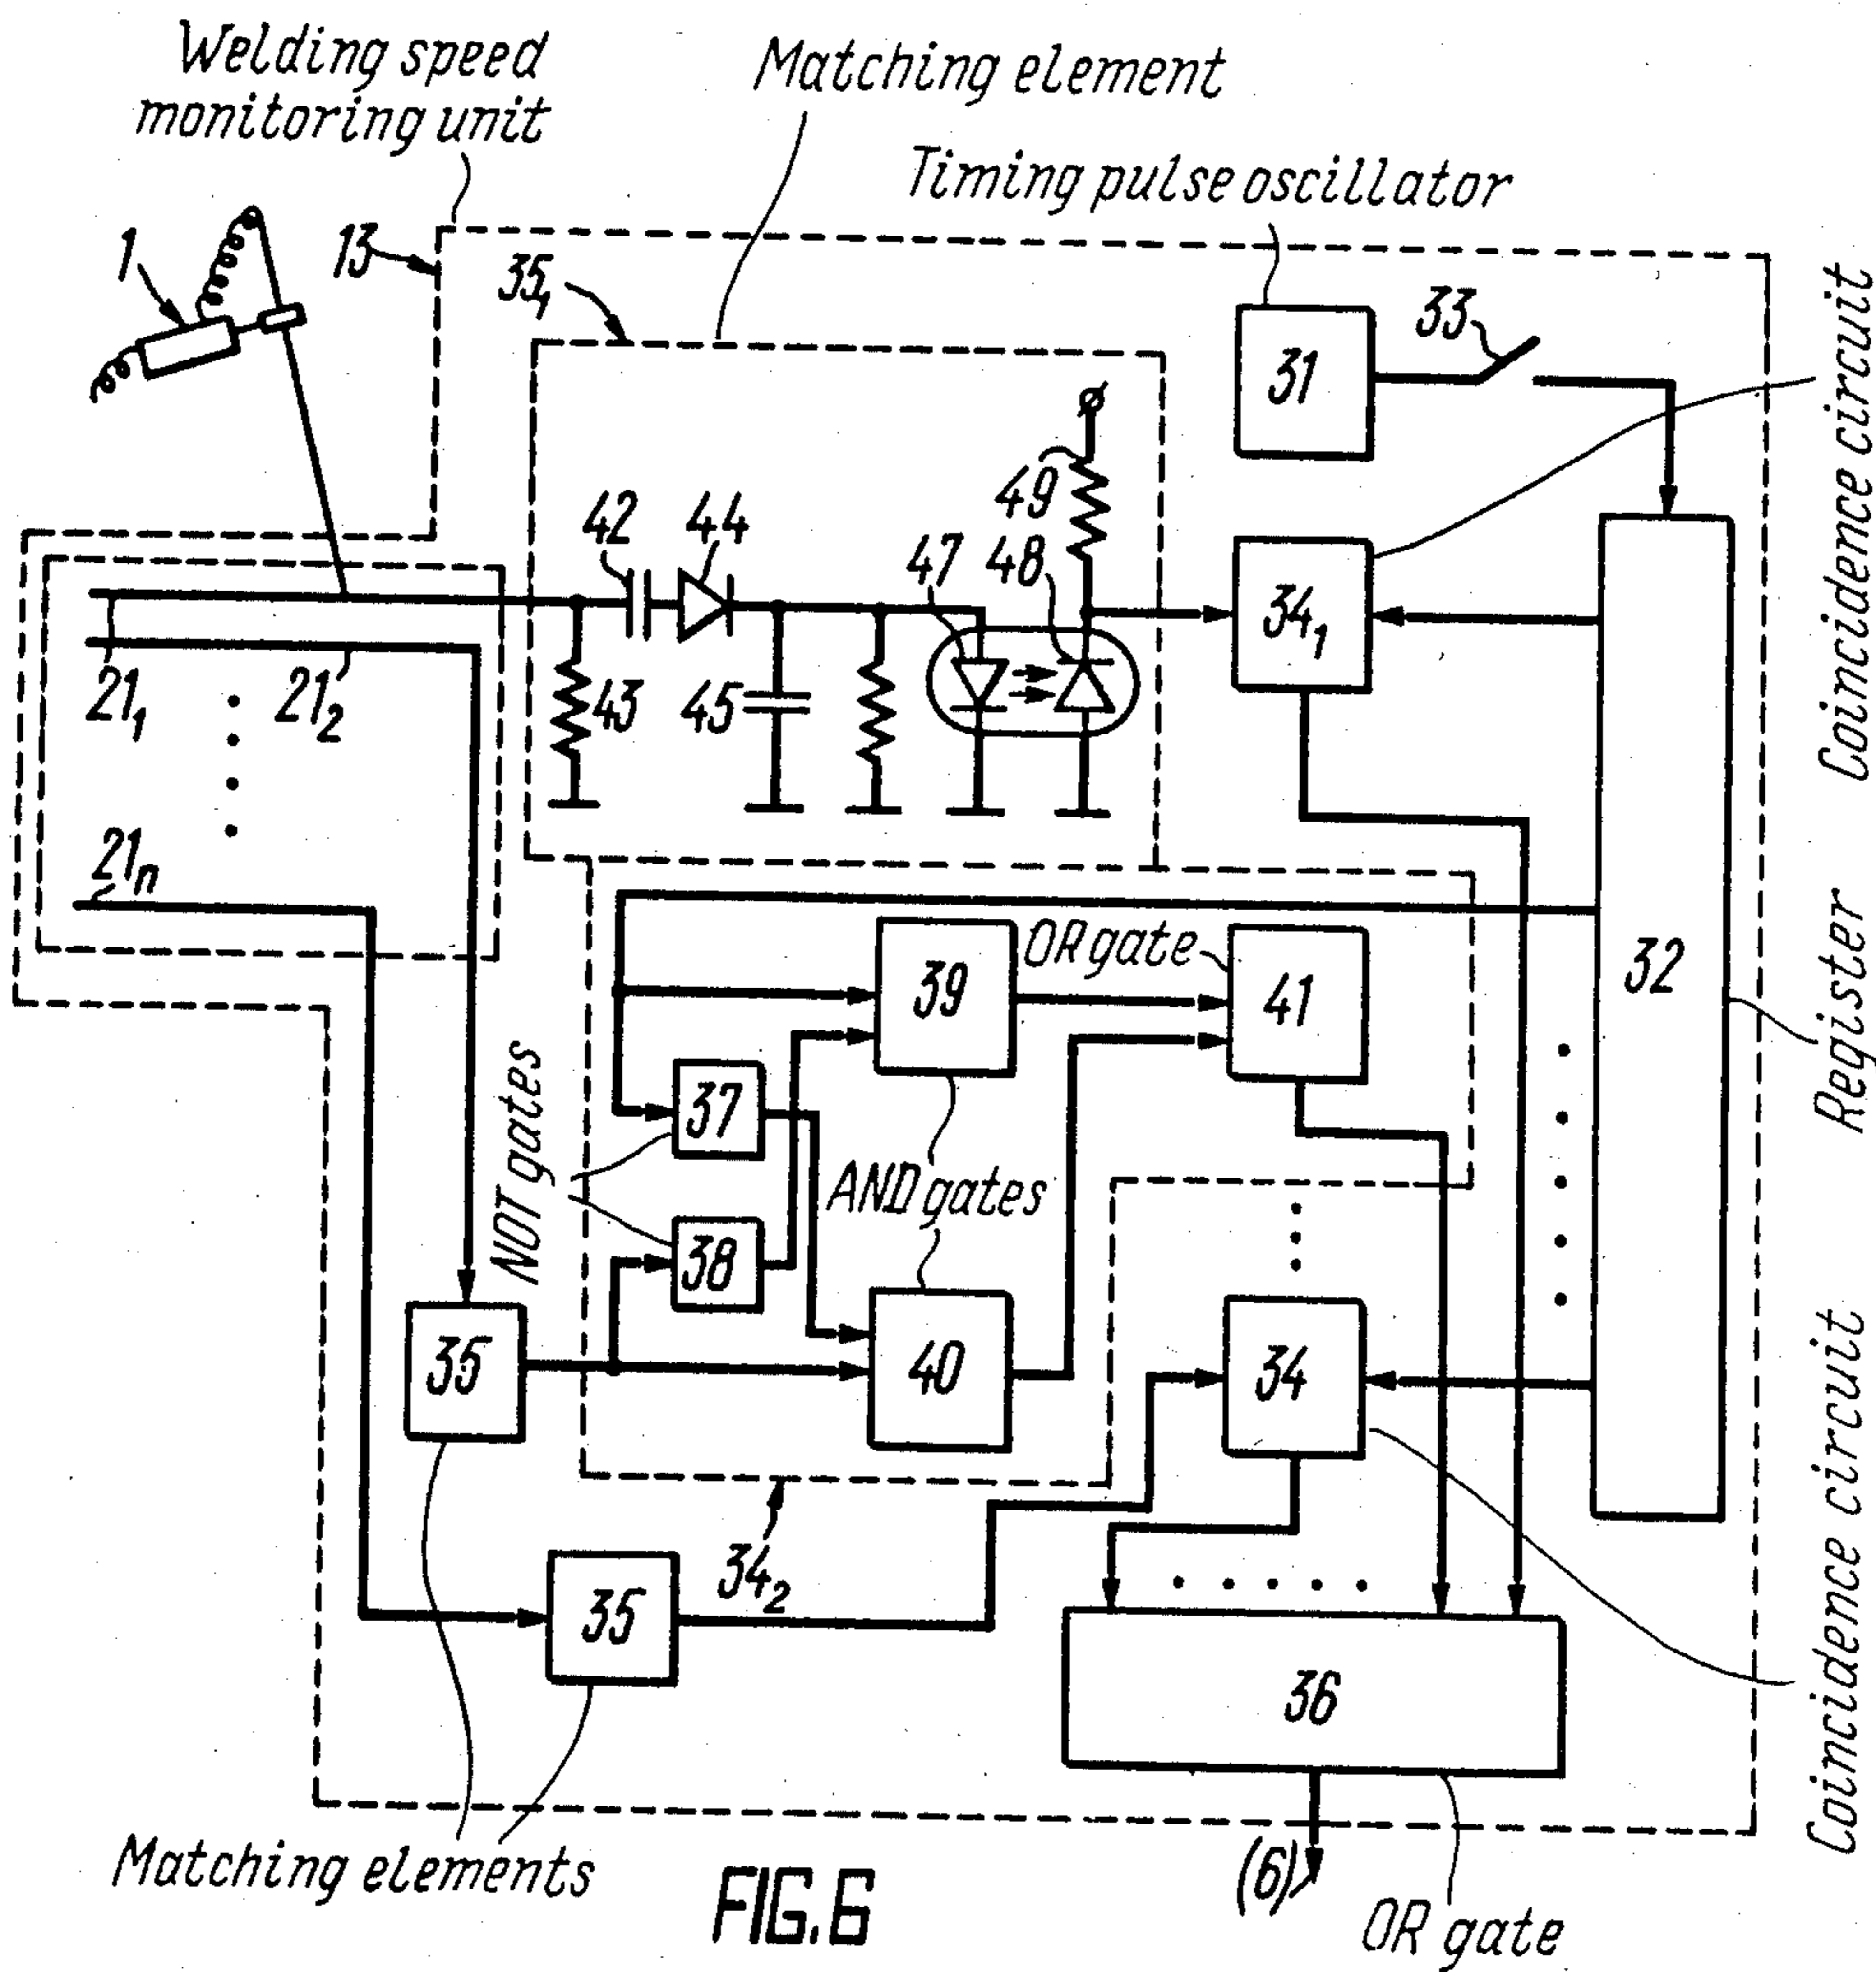 Welding speed
monitoring unit
Matching element
Timing pulse oscillator
1
13
35₁
31
33
Coincidence circuit
49
42
44
47
48
34₁
43
45
21₁
21₂
21ₙ
32
Register
39
OR gate
41
NOT gates
37
AND gates
38
35
40
34
Coincidence circuit
34₂
35
36
Matching elements
FIG. 6
(6)
OR gate